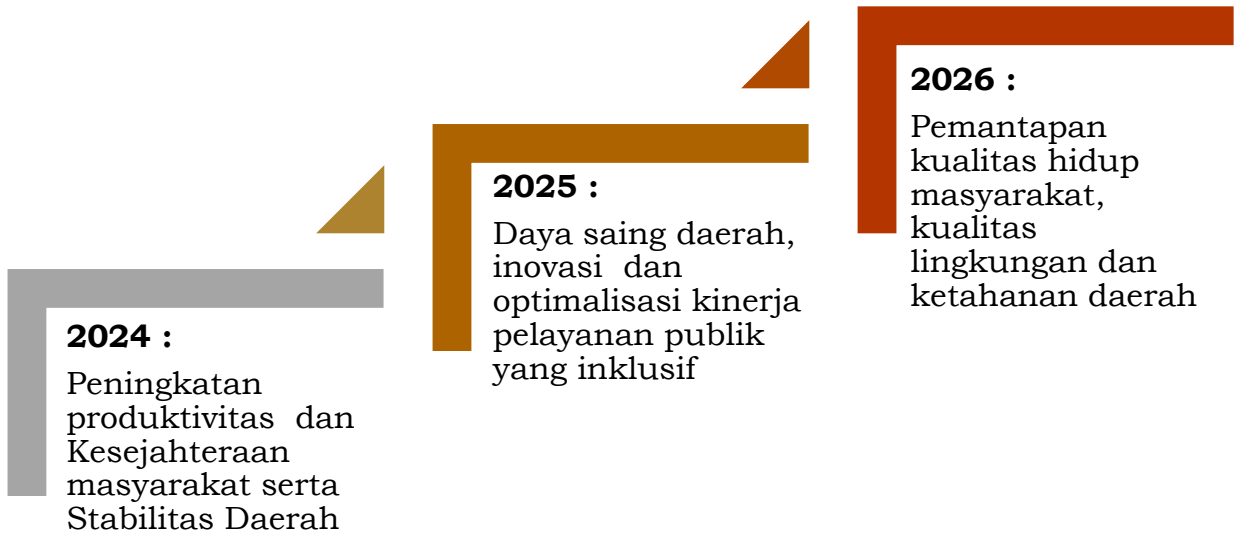 2024 :
Peningkatan
produktivitas  dan
Kesejahteraan
masyarakat serta
Stabilitas Daerah
2025 :
Daya saing daerah,
inovasi  dan
optimalisasi kinerja
pelayanan publik
yang inklusif
2026 :
Pemantapan
kualitas hidup
masyarakat,
kualitas
lingkungan dan
ketahanan daerah